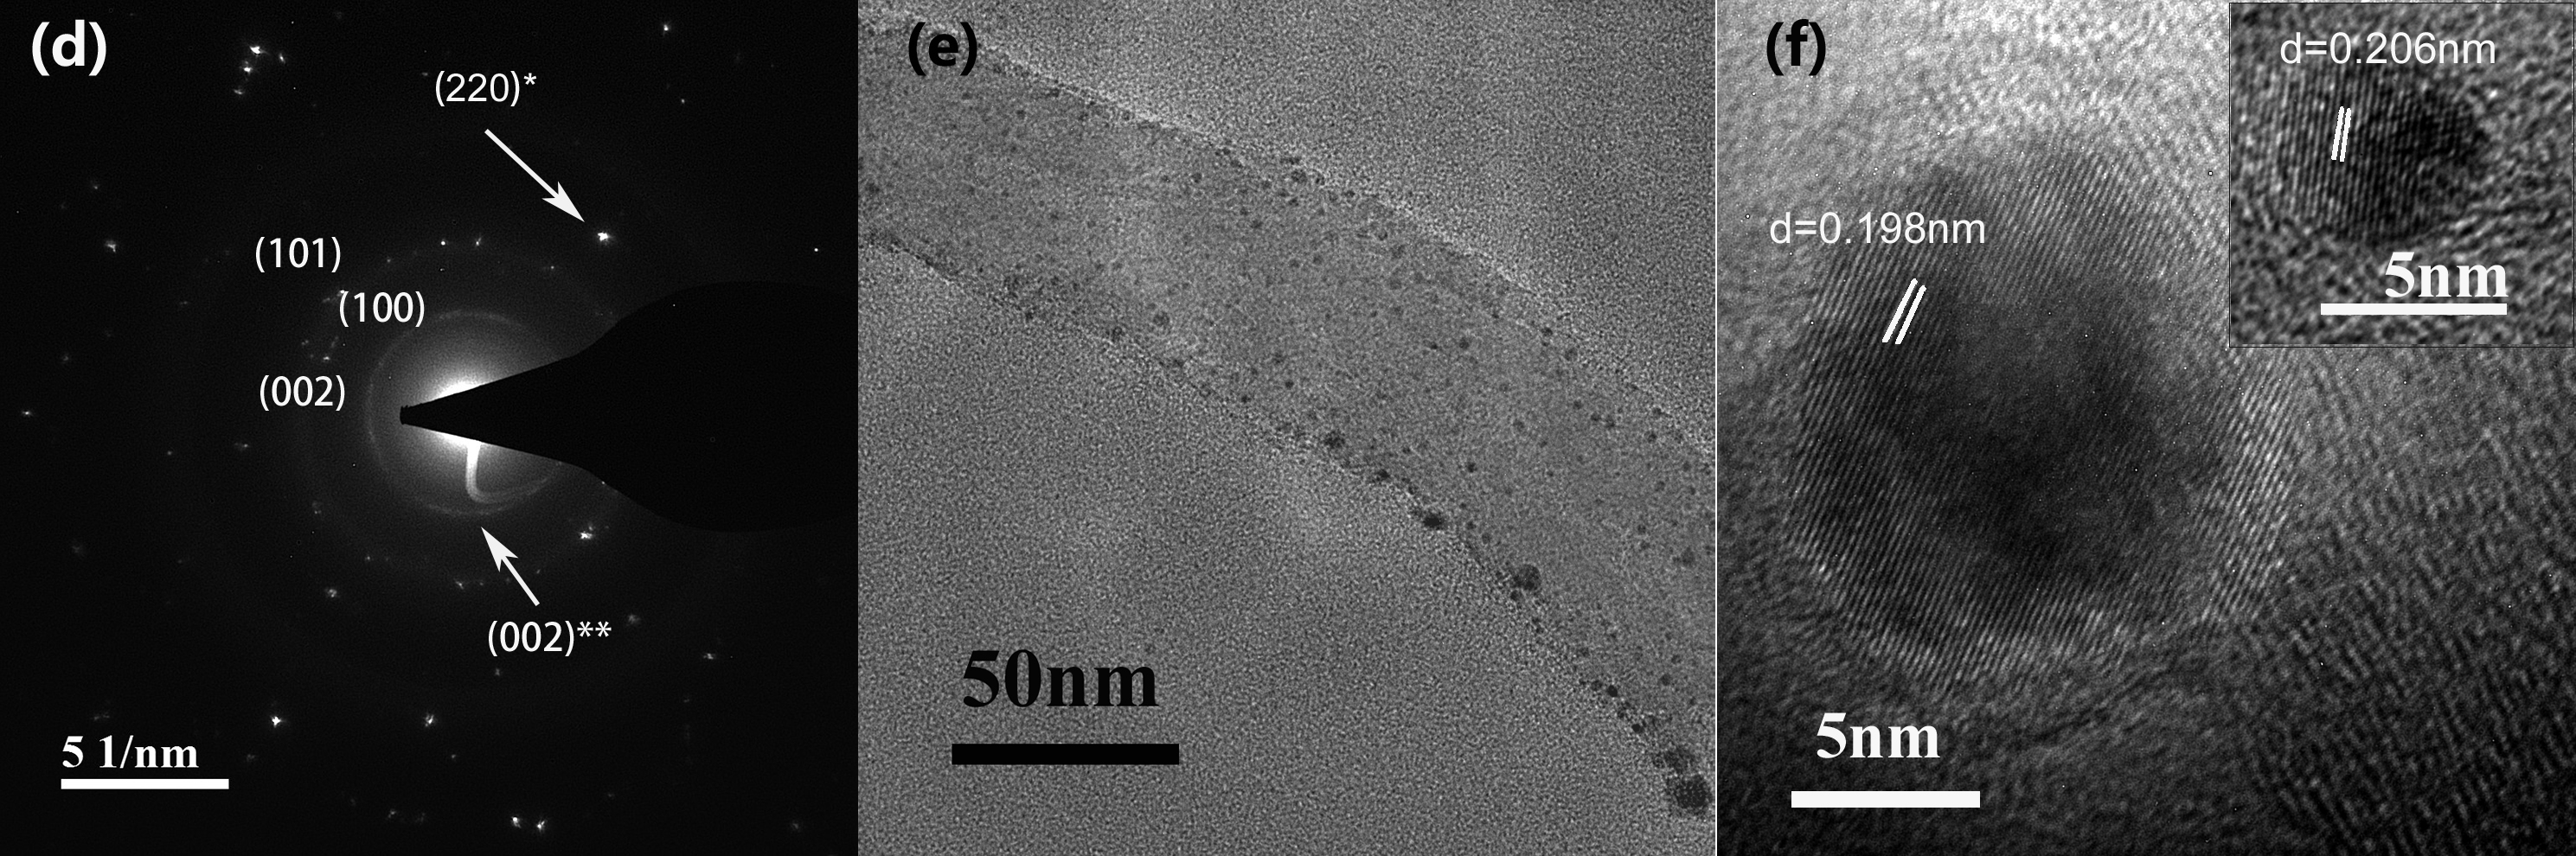 (d)
(220)*
(101)
(100)
(002)
(002)**
5 1/nm
(e)
50nm
(f)
d=0.198nm
5nm
d=0.206nm
5nm